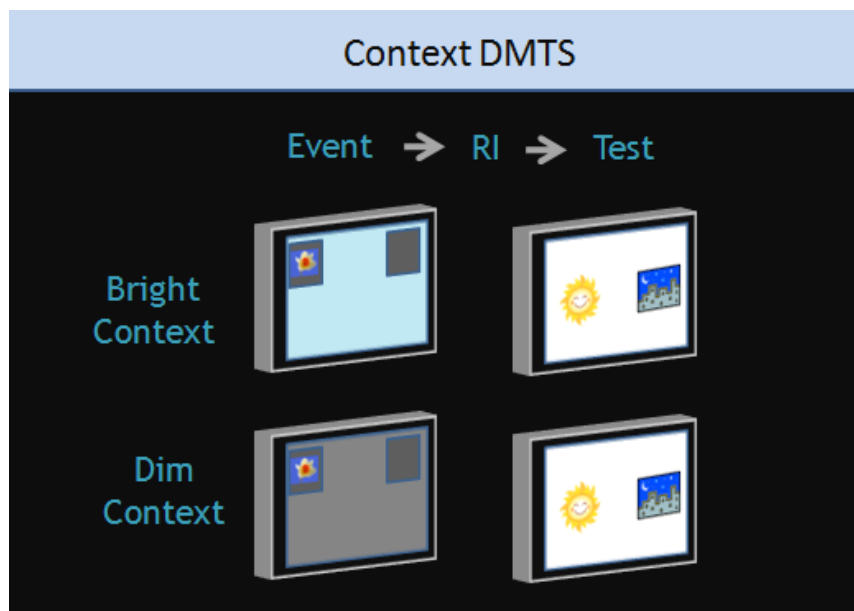 Context DMTS
Event → RI → Test
Bright
Context
Dim
Context